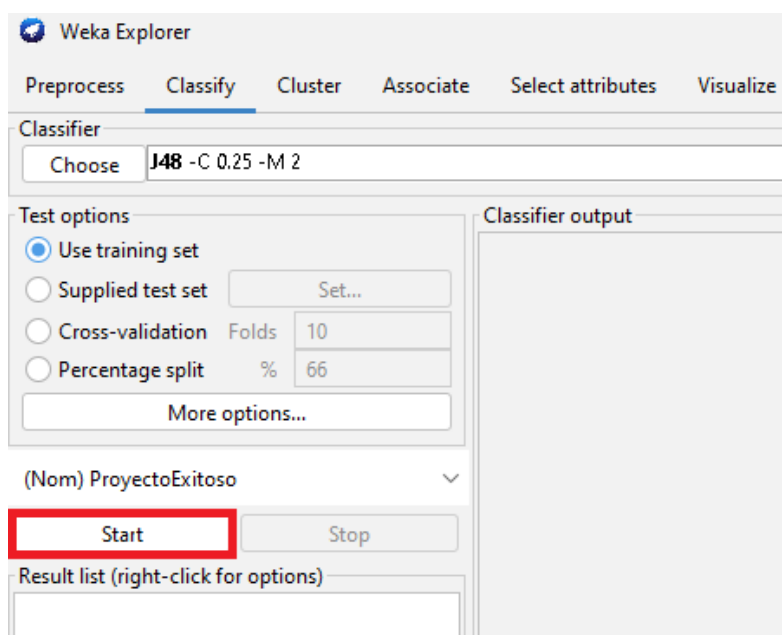 Weka Explorer
Preprocess Classify Cluster Associate Select attributes Visualize
Classifier
Choose J48 -C 0.25 -M 2
Test options
Use training set
Supplied test set Set...
Cross-validation Folds 10
Percentage split % 66
More options...
(Nom) ProyectoExitoso
Start Stop
Result list (right-click for options)
Classifier output